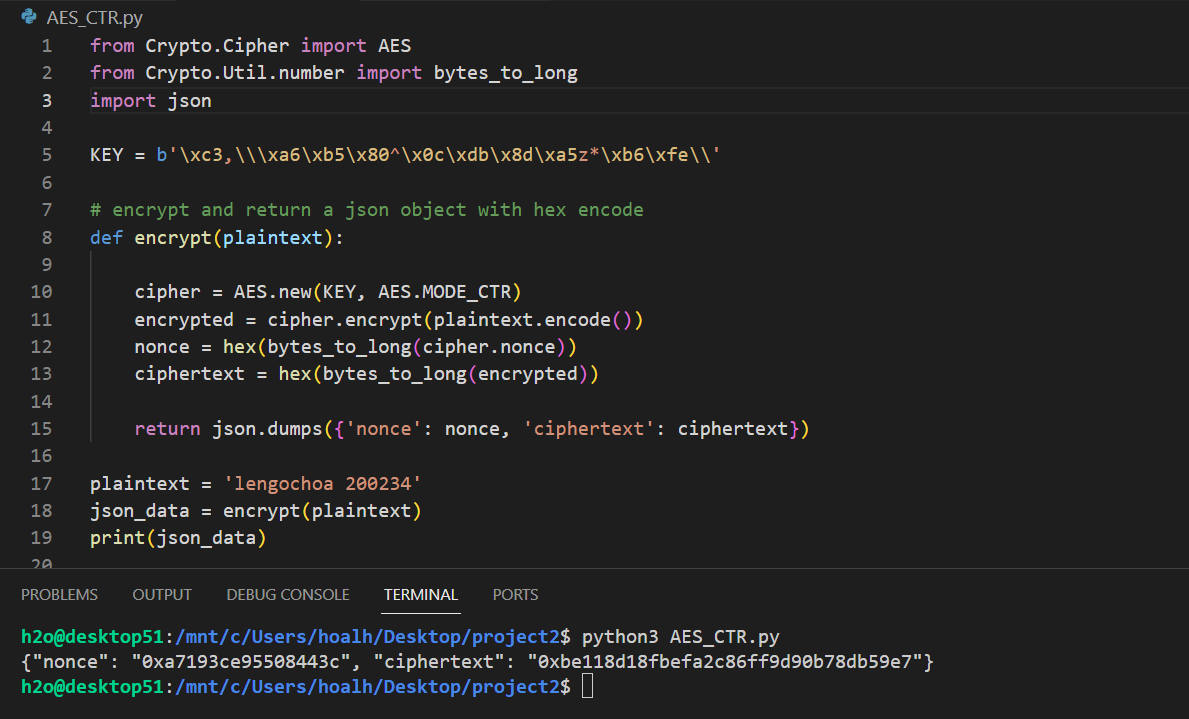 AES_CTR.py
1 from Crypto.Cipher import AES
2 from Crypto.Util.number import bytes_to_long
3 import json
4
5 KEY = b'\xc3,\\\xa6\xb5\x80^\x0c\xdb\x8d\xa5z*\xb6\xfe\\'
6
7 # encrypt and return a json object with hex encode
8 def encrypt(plaintext):
9
10     cipher = AES.new(KEY, AES.MODE_CTR)
11     encrypted = cipher.encrypt(plaintext.encode())
12     nonce = hex(bytes_to_long(cipher.nonce))
13     ciphertext = hex(bytes_to_long(encrypted))
14
15     return json.dumps({'nonce': nonce, 'ciphertext': ciphertext})
16
17 plaintext = 'lengochoa 200234'
18 json_data = encrypt(plaintext)
19 print(json_data)
20
PROBLEMS OUTPUT DEBUG CONSOLE TERMINAL PORTS
h2o@desktop51:/mnt/c/Users/hoalh/Desktop/project2$ python3 AES_CTR.py
{"nonce": "0xa7193ce95508443c", "ciphertext": "0xbe118d18fbefa2c86ff9d90b78db59e7"}
h2o@desktop51:/mnt/c/Users/hoalh/Desktop/project2$